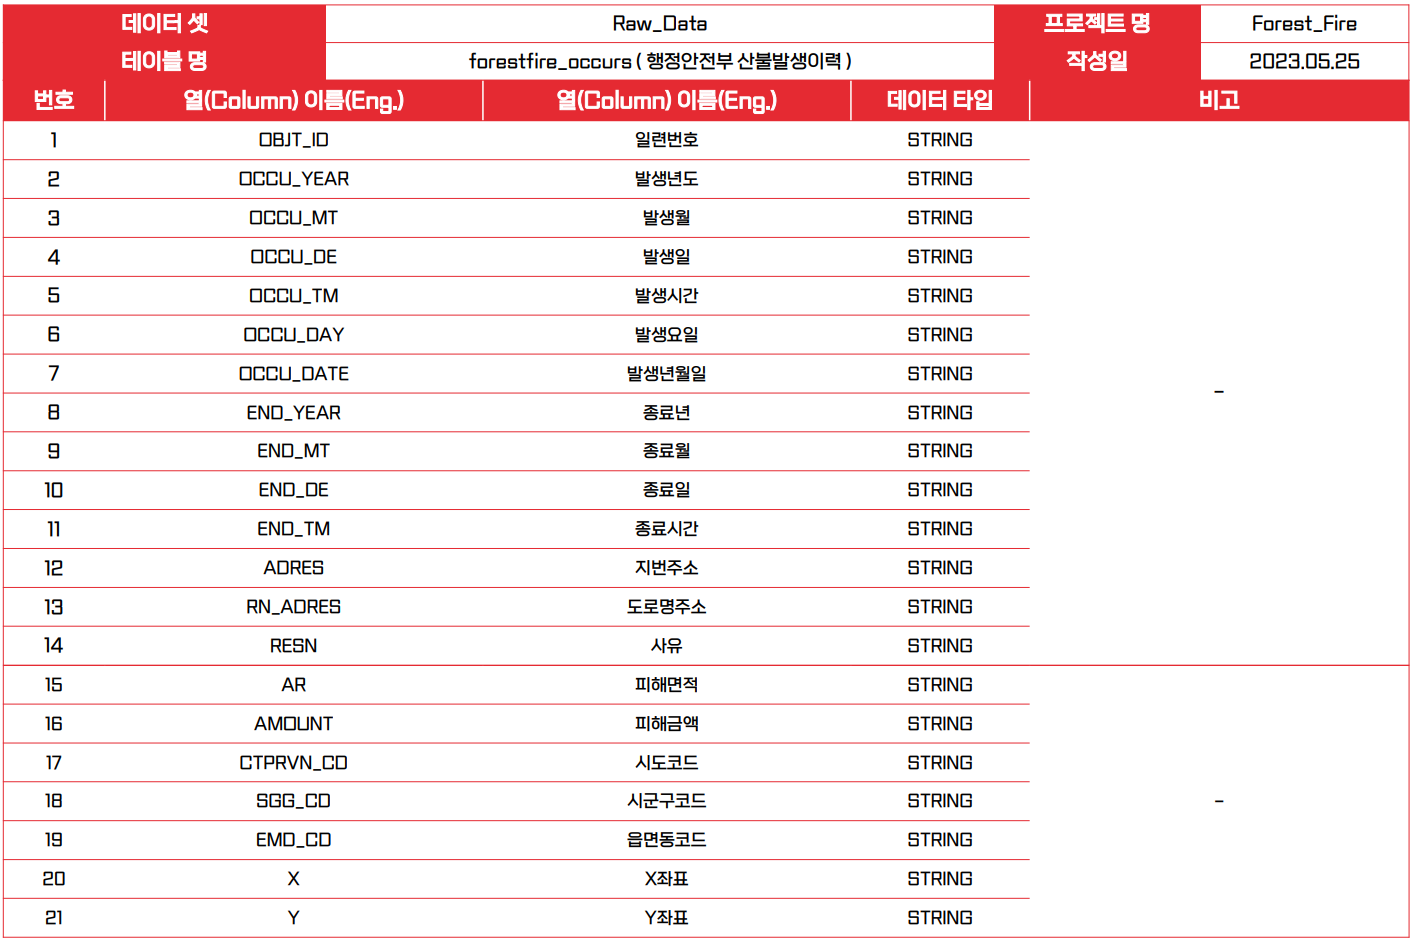 데이터 셋 Raw_Data 프로젝트 명 Forest_Fire
테이블 명 forestfire_occurs ( 행정안전부 산불발생이력 ) 작성일 2023.05.25
번호 열(Column) 이름(Eng.) 열(Column) 이름(Eng.) 데이터 타입 비고
1 OBJT_ID 일련번호 STRING
2 OCCU_YEAR 발생년도 STRING
3 OCCU_MT 발생월 STRING
4 OCCU_DE 발생일 STRING
5 OCCU_TM 발생시간 STRING
6 OCCU_DAY 발생요일 STRING
7 OCCU_DATE 발생년월일 STRING
–
8 END_YEAR 종료년 STRING
9 END_MT 종료월 STRING
10 END_DE 종료일 STRING
11 END_TM 종료시간 STRING
12 ADRES 지번주소 STRING
13 RN_ADRES 도로명주소 STRING
14 RESN 사유 STRING
15 AR 피해면적 STRING
16 AMOUNT 피해금액 STRING
17 CTPRVN_CD 시도코드 STRING
18 SGG_CD 시군구코드 STRING –
19 EMD_CD 읍면동코드 STRING
20 X X좌표 STRING
21 Y Y좌표 STRING